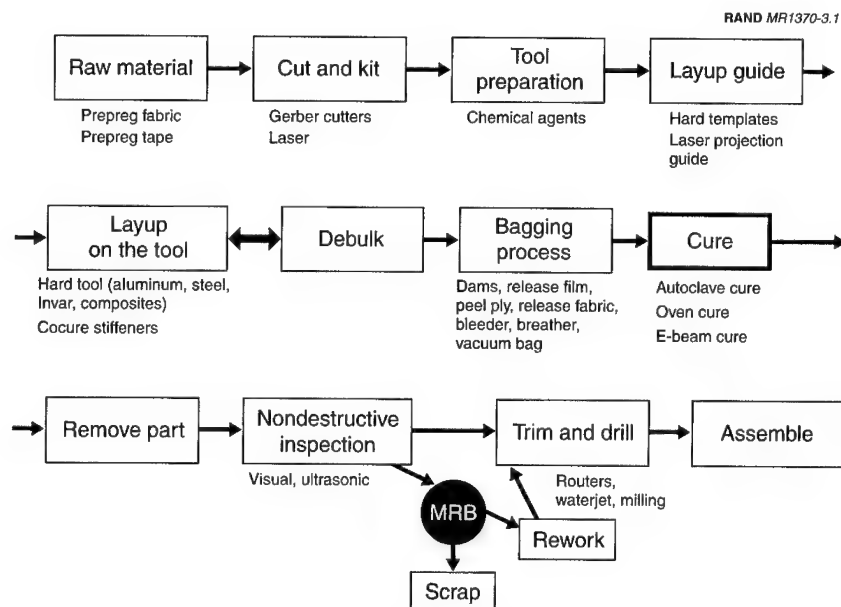 RAND MR1370-3.1
Raw material
Cut and kit
Tool
preparation
Layup guide
Prepreg fabric
Prepreg tape
Gerber cutters
Laser
Chemical agents
Hard templates
Laser projection
guide
Layup
on the tool
Debulk
Bagging
process
Cure
Hard tool (aluminum, steel,
Invar, composites)
Cocure stiffeners
Dams, release film,
peel ply, release fabric,
bleeder, breather,
vacuum bag
Autoclave cure
Oven cure
E-beam cure
Remove part
Nondestructive
inspection
Trim and drill
Assemble
Visual, ultrasonic
Routers,
waterjet, milling
MRB
Rework
Scrap